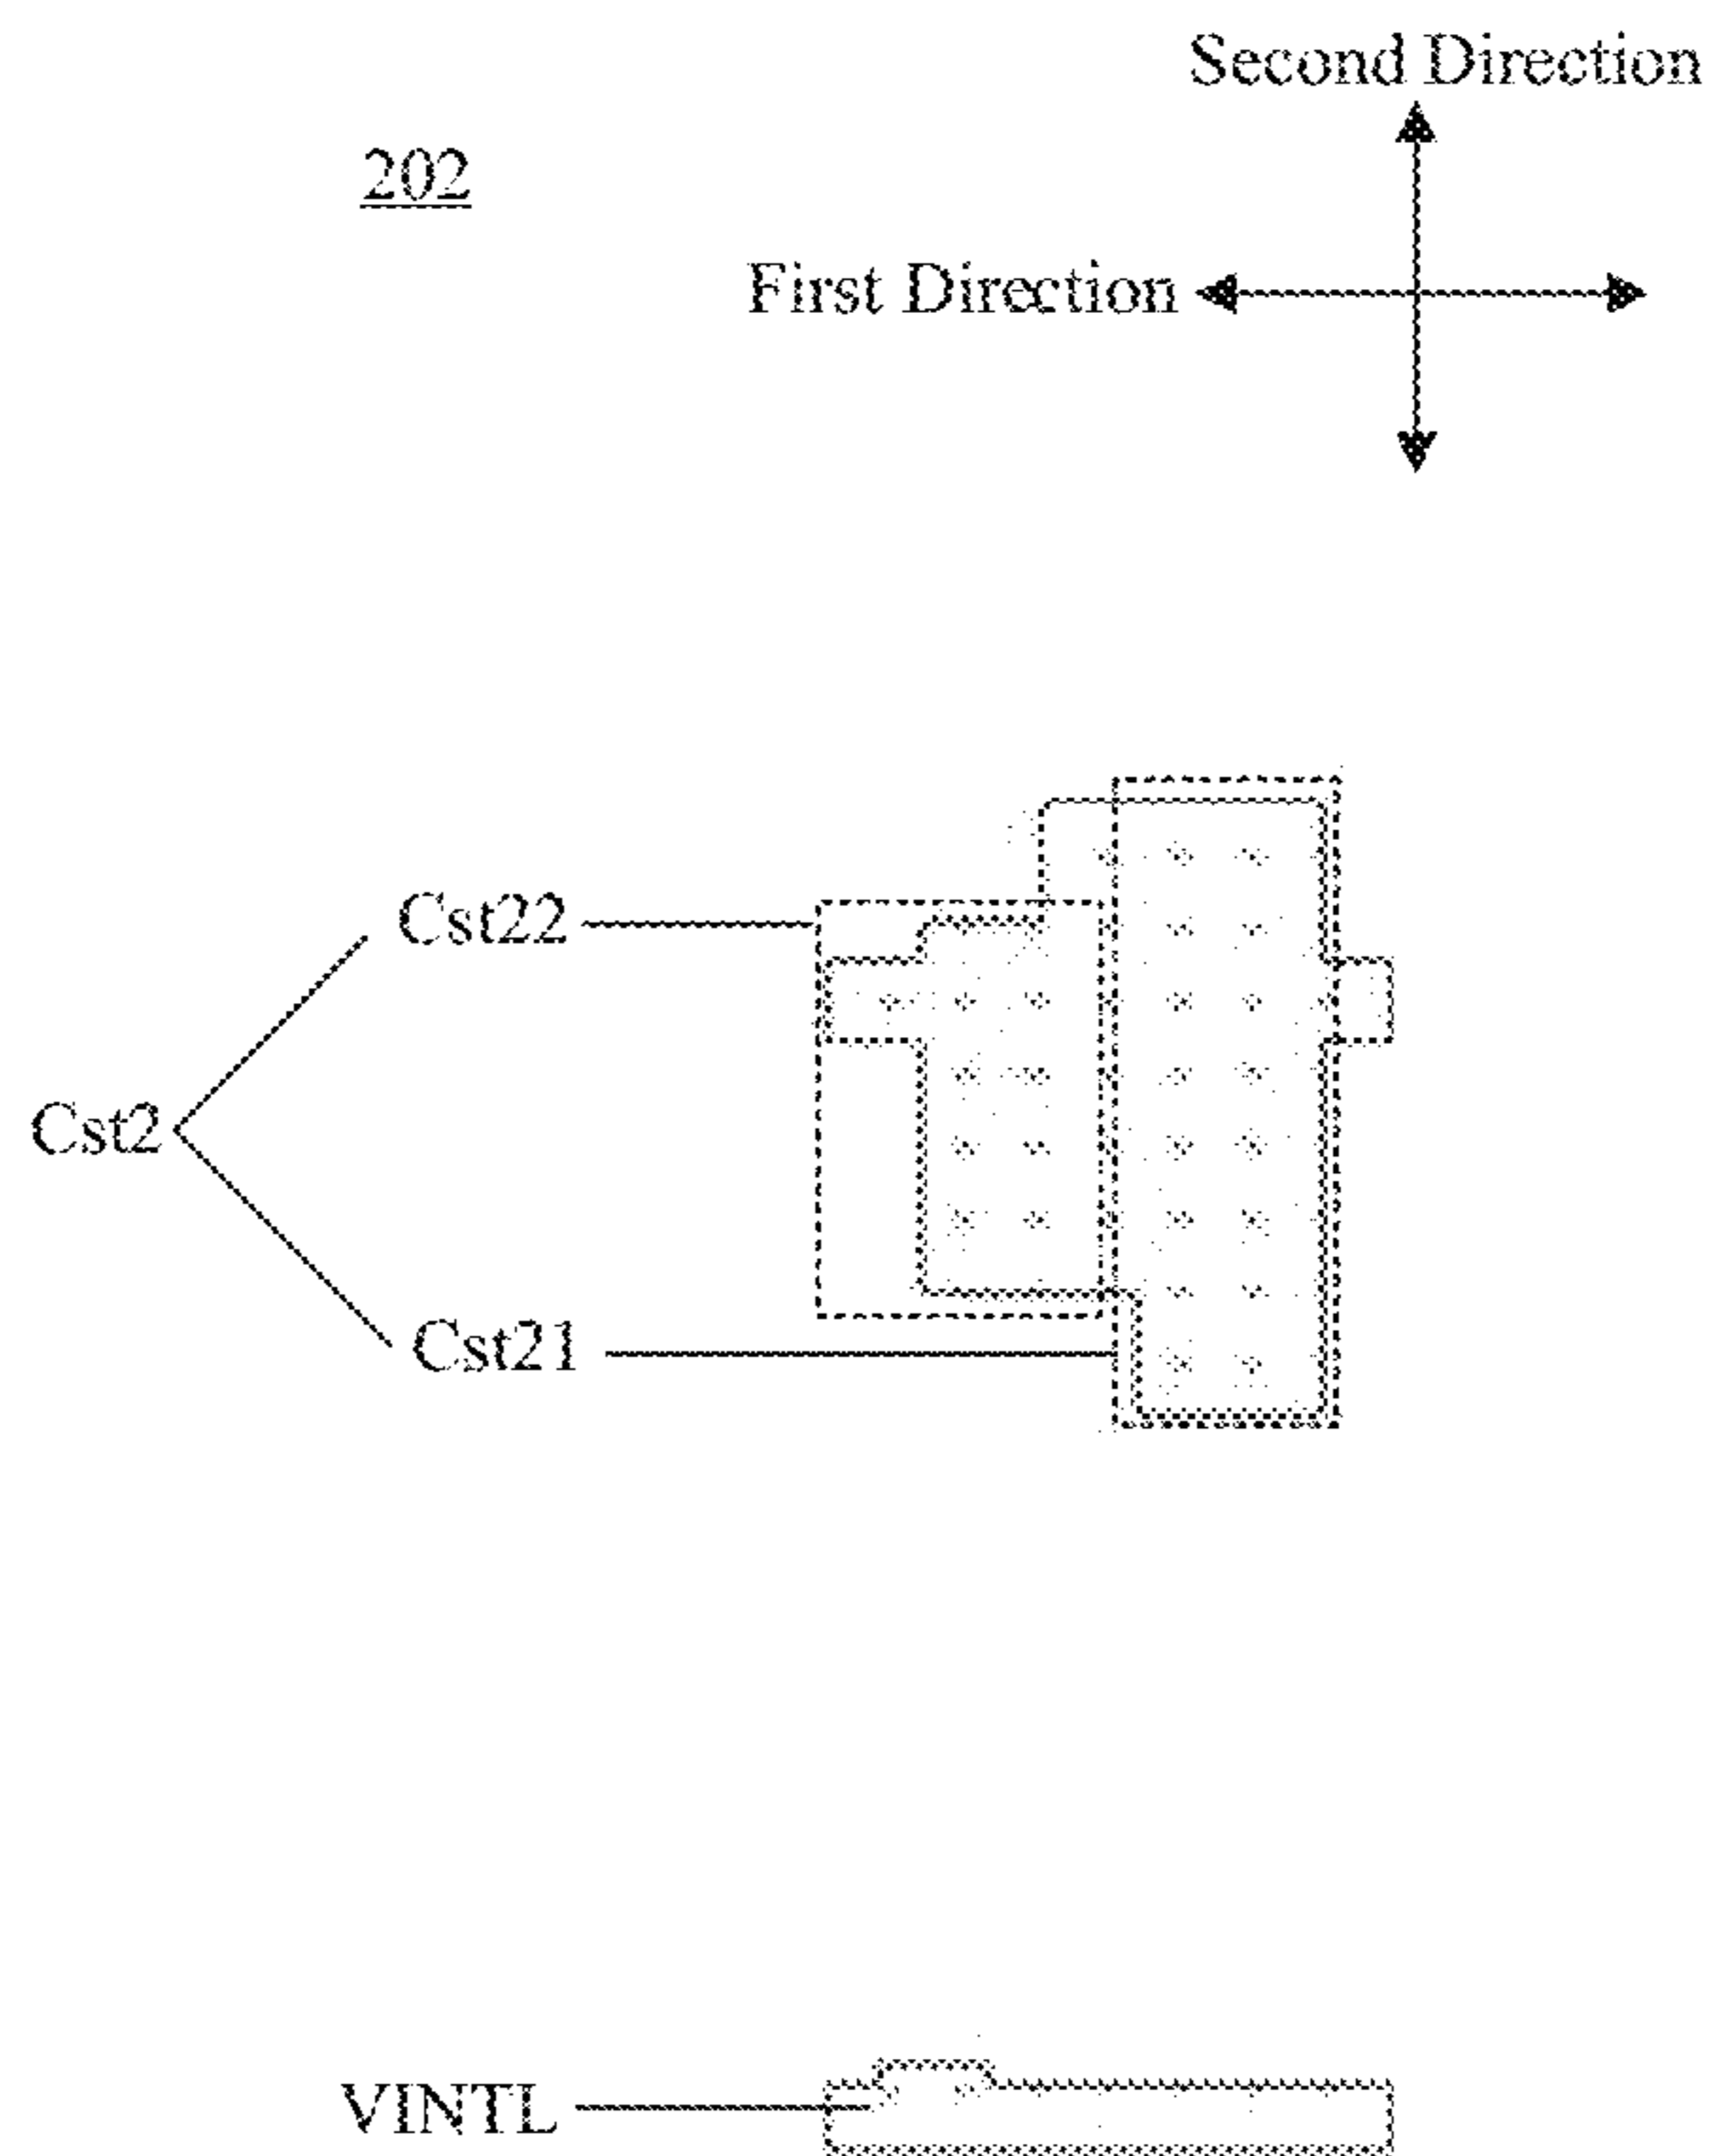 Second Direction
202
First Direction
Cst22
Cst2
Cst21
VINTL